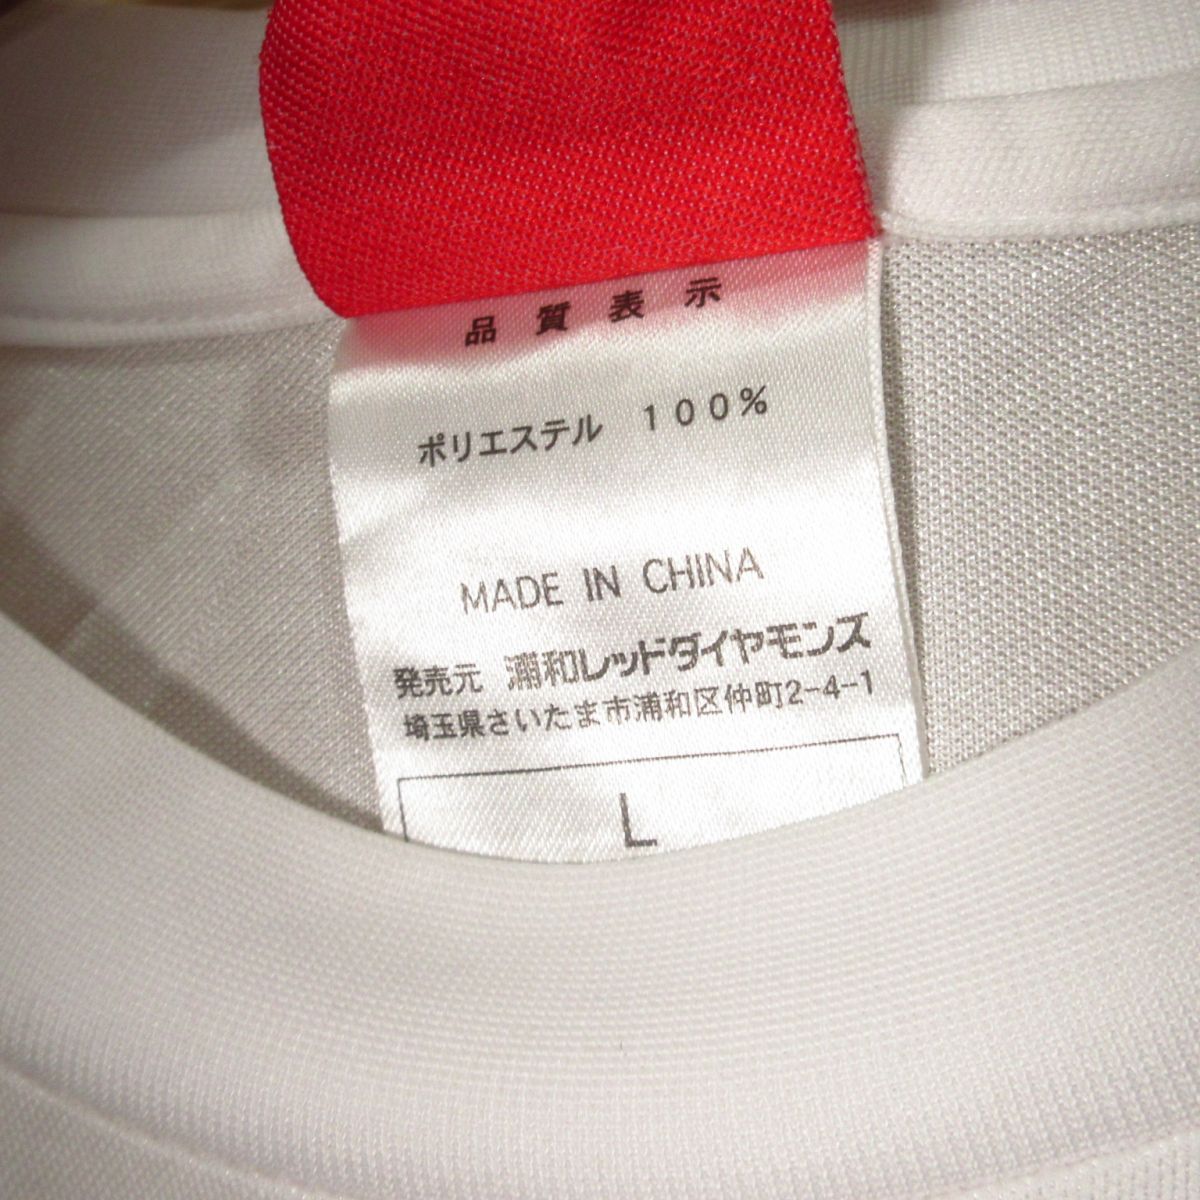 品質表示
ポリエステル 100%
MADE IN CHINA
発売元 浦和レッドダイヤモンズ
埼玉県さいたま市浦和区仲町2-4-1
L